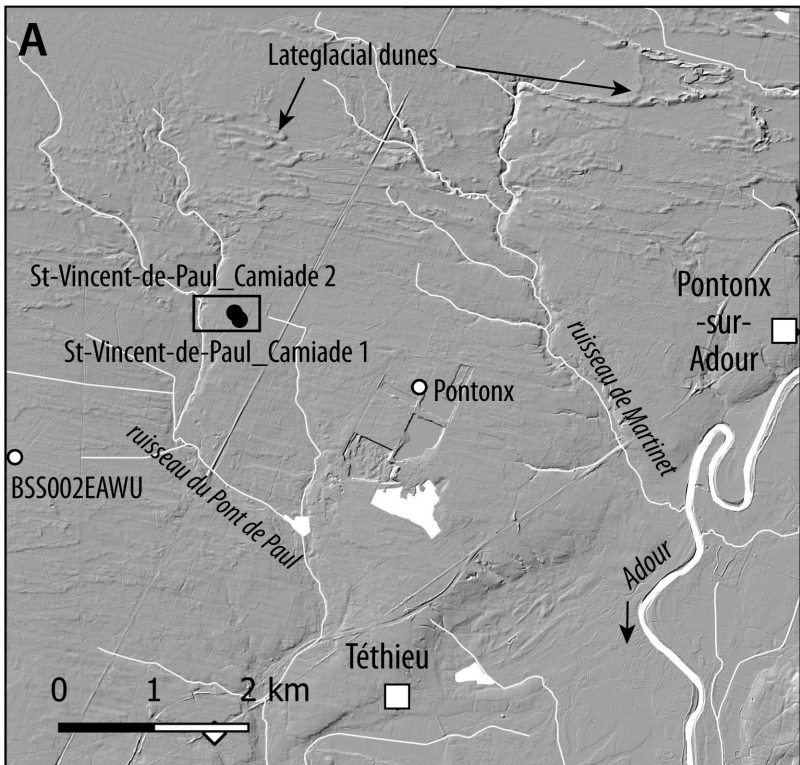 A
Lateglacial dunes
St-Vincent-de-Paul_Camiade 2
St-Vincent-de-Paul_Camiade 1
Pontonx
-sur-
Adour
ruisseau de Martinet
Pontonx
BSS002EAWU
ruisseau du Pont de Paul
Adour
Téthieu
0 1 2 km